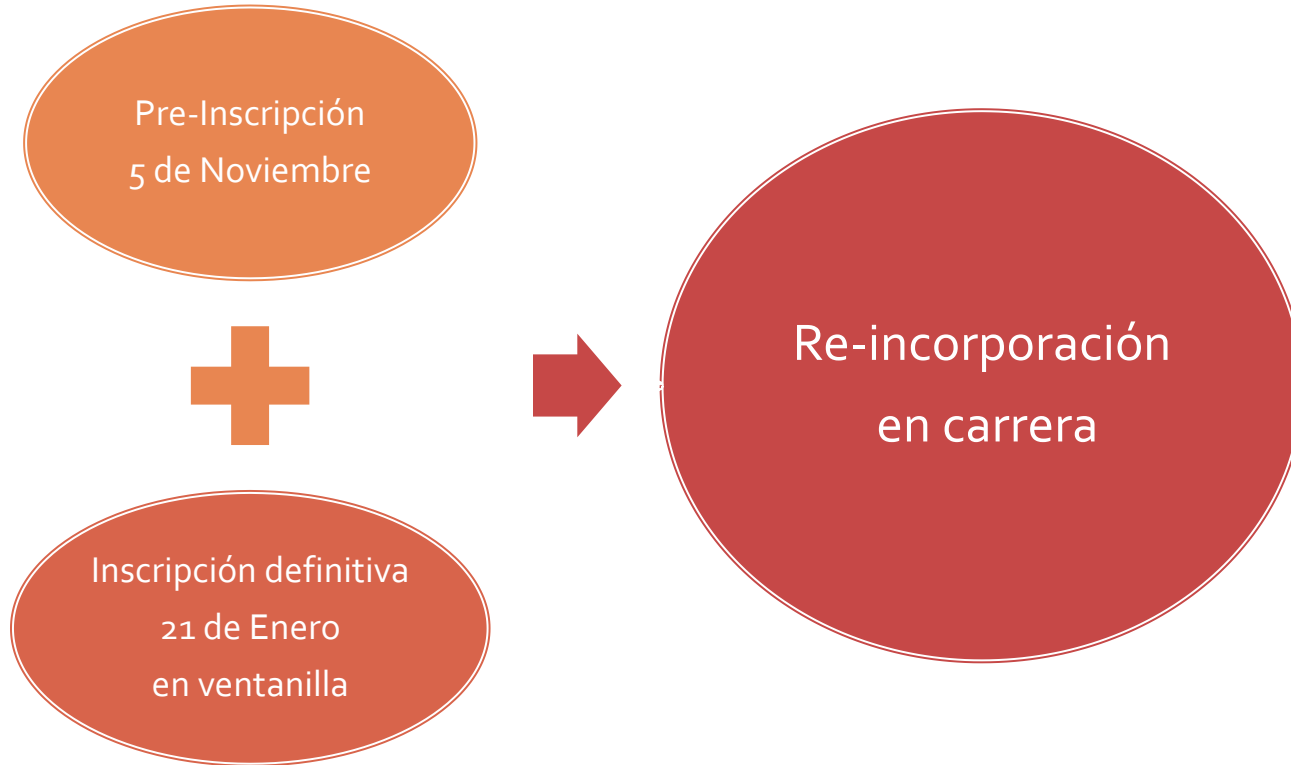 Pre-Inscripción
5 de Noviembre
Inscripción definitiva
21 de Enero
en ventanilla
Re-incorporación
en carrera